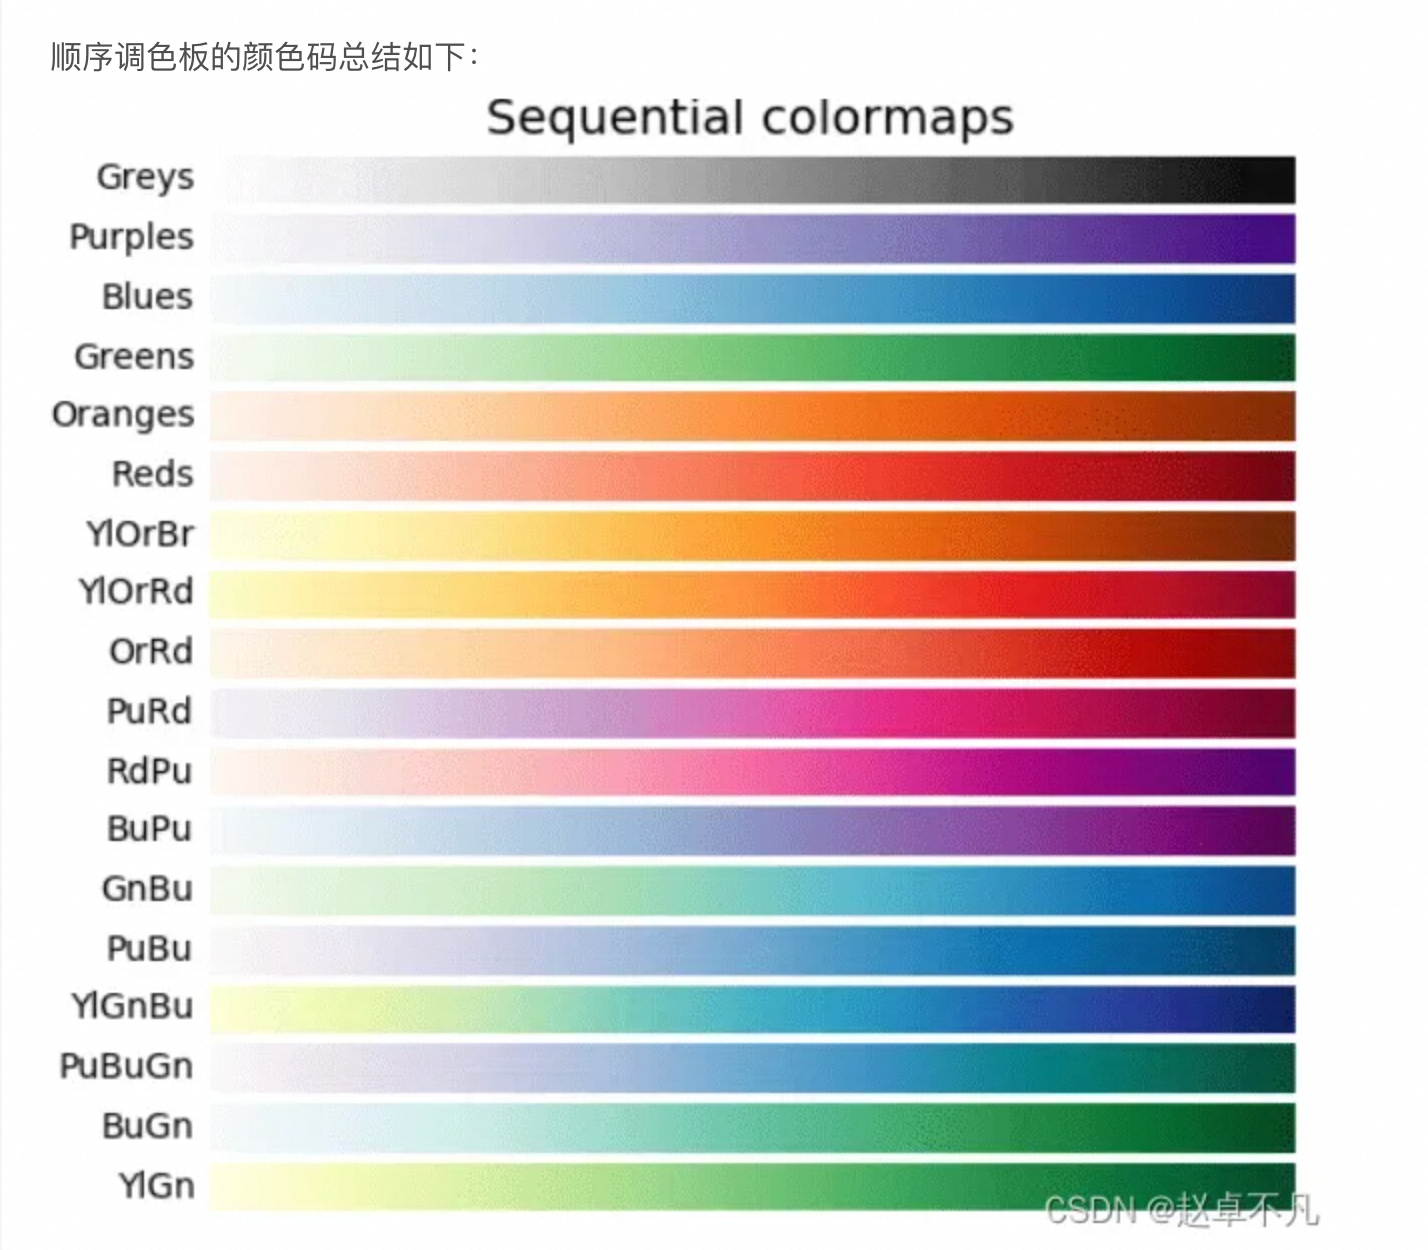 顺序调色板的颜色码总结如下：
Sequential colormaps
Greys
Purples
Blues
Greens
Oranges
Reds
YlOrBr
YlOrRd
OrRd
PuRd
RdPu
BuPu
GnBu
PuBu
YlGnBu
PuBuGn
BuGn
YlGn
CSDN @赵卓不凡